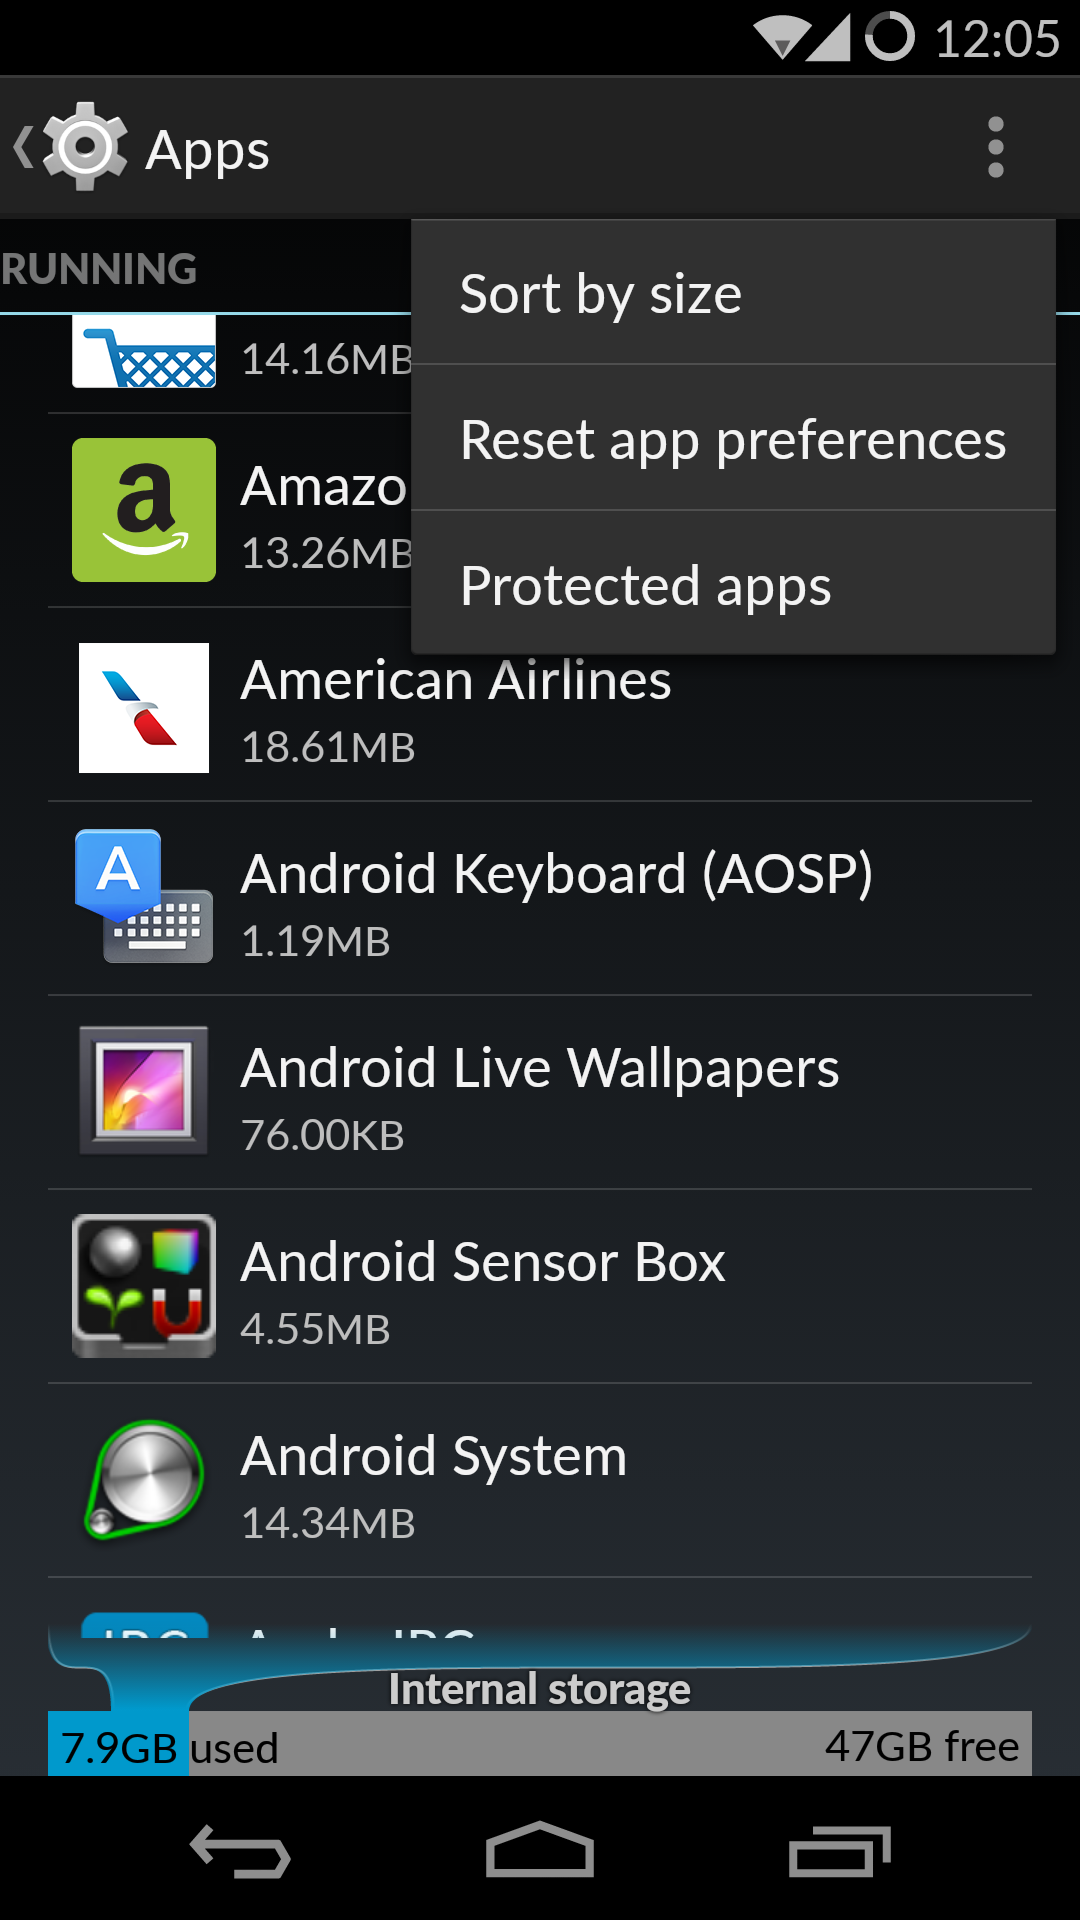 12:05
Apps
RUNNING
Sort by size
Reset app preferences
Protected apps
14.16MB
a
Amazo
13.26MB
American Airlines
18.61MB
A
Android Keyboard (AOSP)
1.19MB
Android Live Wallpapers
76.00KB
Android Sensor Box
4.55MB
Android System
14.34MB
Internal storage
7.9GB used
47GB free